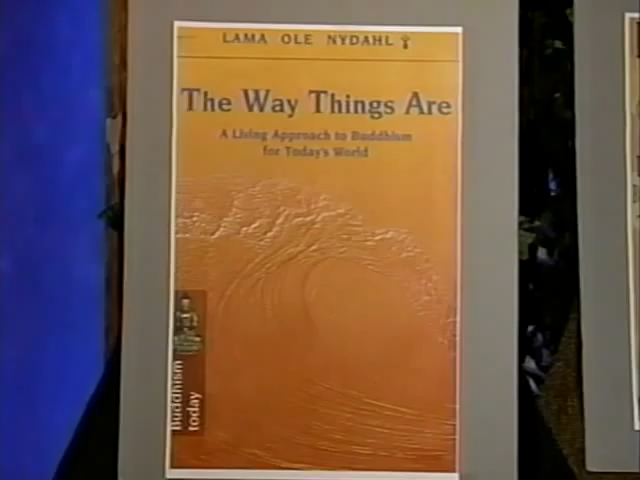 LAMA OLE NYDAHL
The Way Things Are
A Living Approach to Buddhism
for Today's World
Buddhism
today